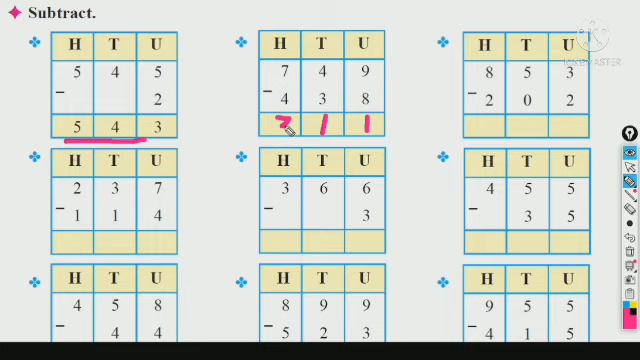 Subtract.
H T U H T U H T U
5 4 5 7 4 9 8 5 3
- 2 - 4 3 8 - 2 0 2
5 4 3 3 1 1
H T U H T U H T U
2 3 7 3 6 6 4 5 5
- 1 1 4 - 3 - 3 5
H T U H T U H T U
4 5 8 8 9 9 9 5 5
- 4 4 - 5 2 3 - 4 1 5
KINEMASTER